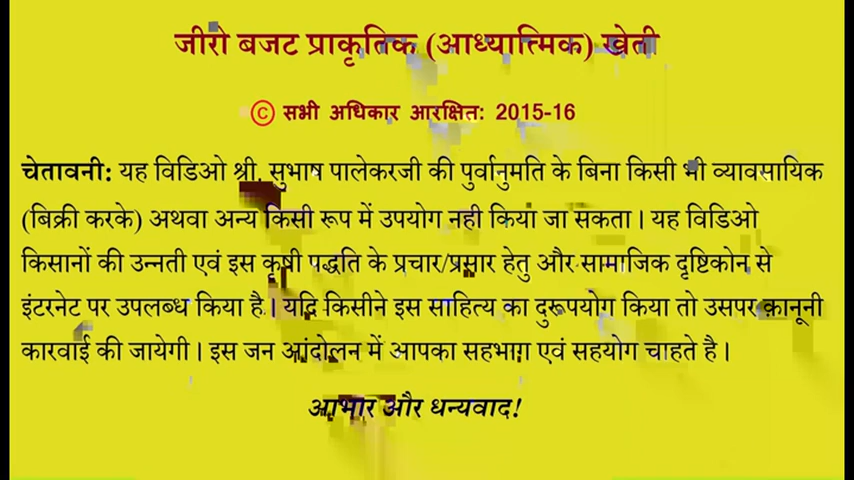 जीरो बजट प्राकृतिक (आध्यात्त्मिक) खेती
© सभी अधिकार आरक्षित: 2015-16
चेतावनी: यह विडिओ श्री. सुभाष पालेकरजी की पुर्वानुमति के बिना किसी भी व्यावसायिक
(बिक्री करके) अथवा अन्य किसी रूप में उपयोग नही किया जा सकता। यह विडिओ
किसानों की उन्नती एवं इस कृषी पद्धति के प्रचार/प्रसार हेतु और सामाजिक दृष्टिकोन से
इंटरनेट पर उपलब्ध किया है। यदि किसीने इस साहित्य का दुरूपयोग किया तो उसपर क़ानूनी
कारवाई की जायेगी। इस जन आंदोलन में आपका सहभाग एवं सहयोग चाहते है।
आभार और धन्यवाद!